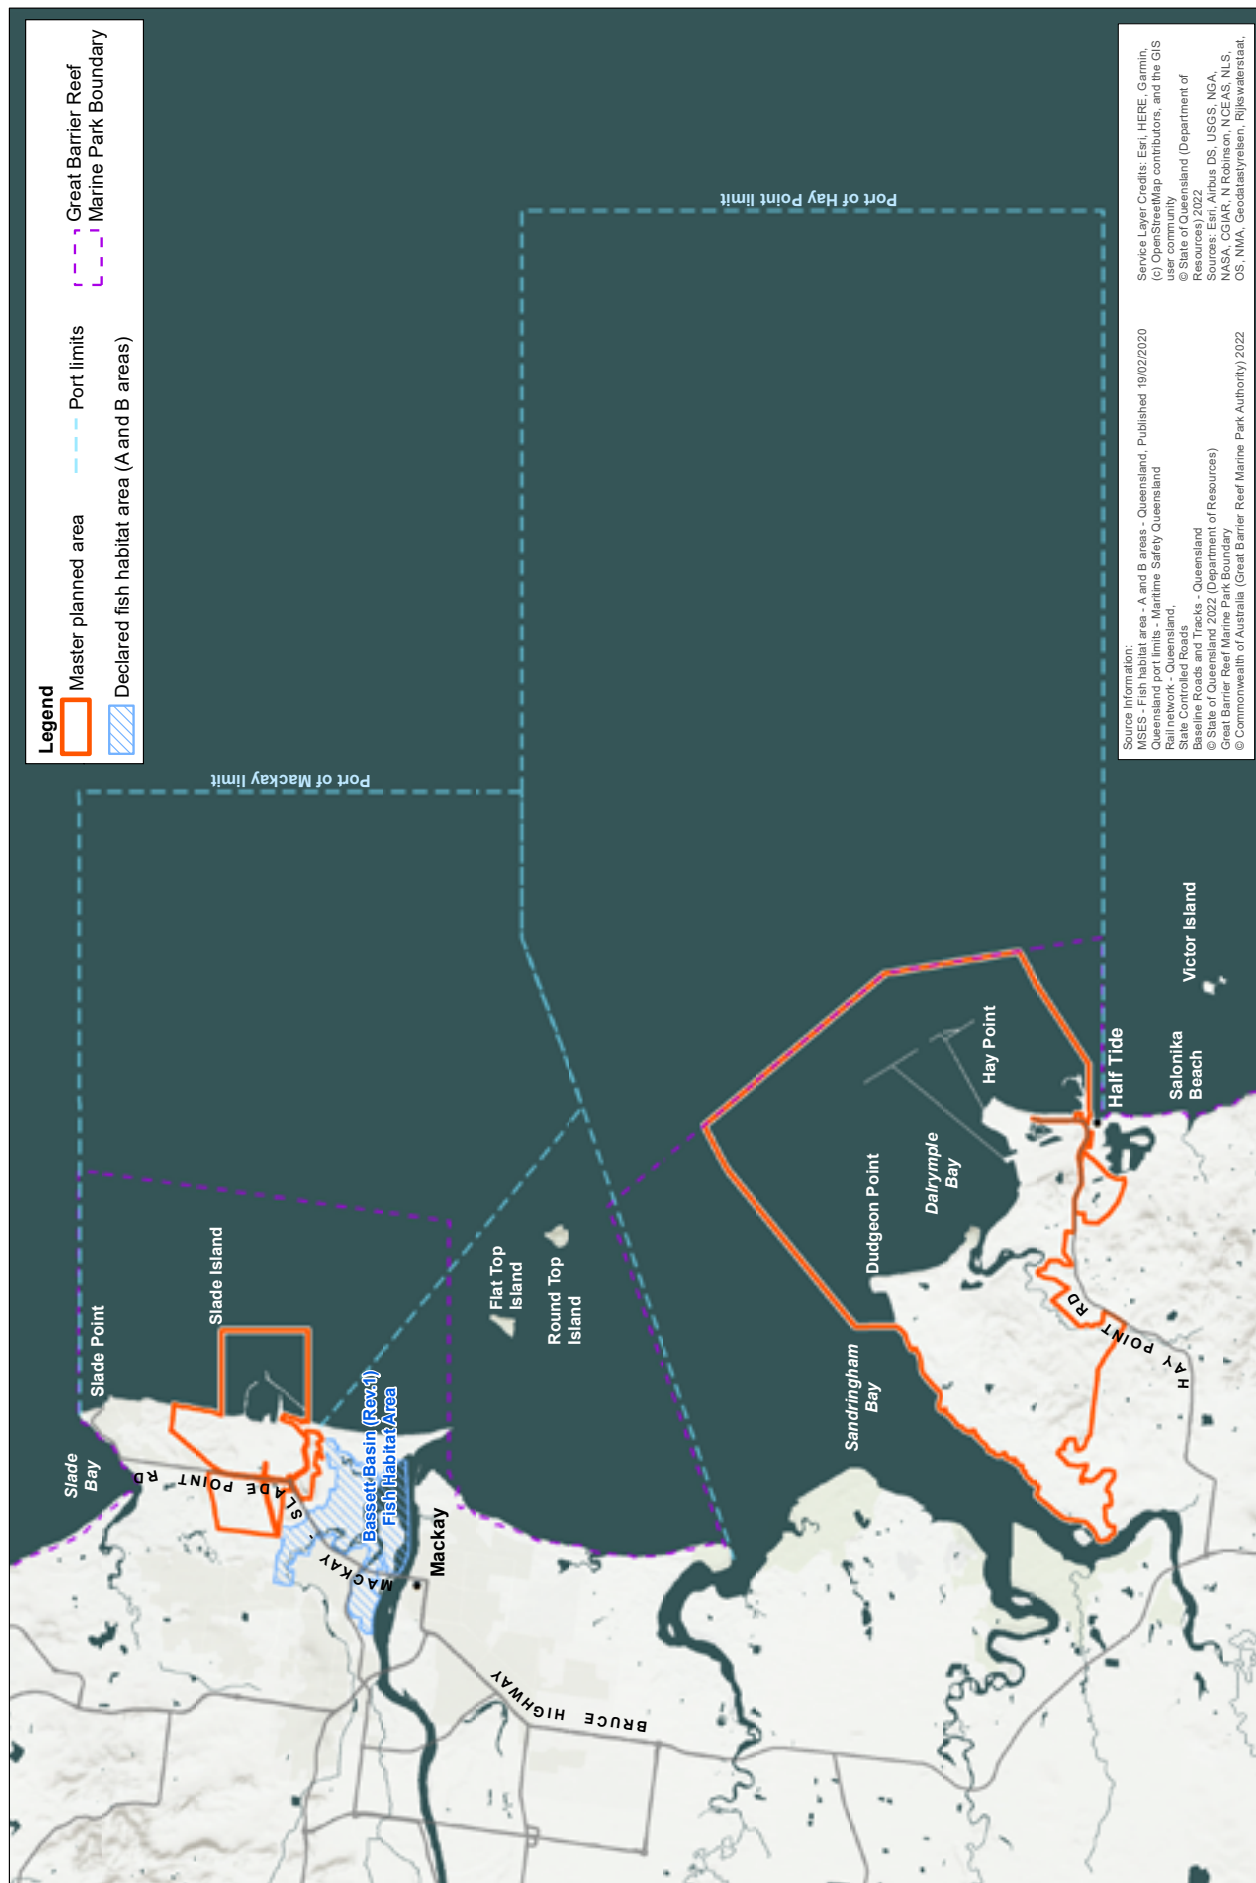 Legend
Master planned area
Port limits
Great Barrier Reef
Marine Park Boundary
Declared fish habitat area (A and B areas)
Port of Mackay limit
Port of Hay Point limit
Slade Bay
Slade Point
Slade Island
SLADE POINT RD
MACKAY - SLADE POINT RD
Bassett Basin (Rev.1)
Fish Habitat Area
Mackay
Flat Top
Island
Round Top
Island
BRUCE HIGHWAY
Sandringham
Bay
Dudgeon Point
Dalrymple
Bay
Hay Point
HAY POINT RD
Half Tide
Salonika
Beach
Victor Island
Source Information:
MSES - Fish habitat area - A and B areas - Queensland, Published 19/02/2020
Queensland port limits - Maritime Safety Queensland
Rail network - Queensland,
State Controlled Roads
Baseline Roads and Tracks - Queensland
© State of Queensland 2022 (Department of Resources)
Great Barrier Reef Marine Park Boundary
© Commonwealth of Australia (Great Barrier Reef Marine Park Authority) 2022
Service Layer Credits: Esri, HERE, Garmin,
(c) OpenStreetMap contributors, and the GIS
user community
© State of Queensland (Department of
Resources) 2022
Sources: Esri, Airbus DS, USGS, NGA,
NASA, CGIAR, N Robinson, NCEAS, NLS,
OS, NMA, Geodatastyrelsen, Rijkswaterstaat,